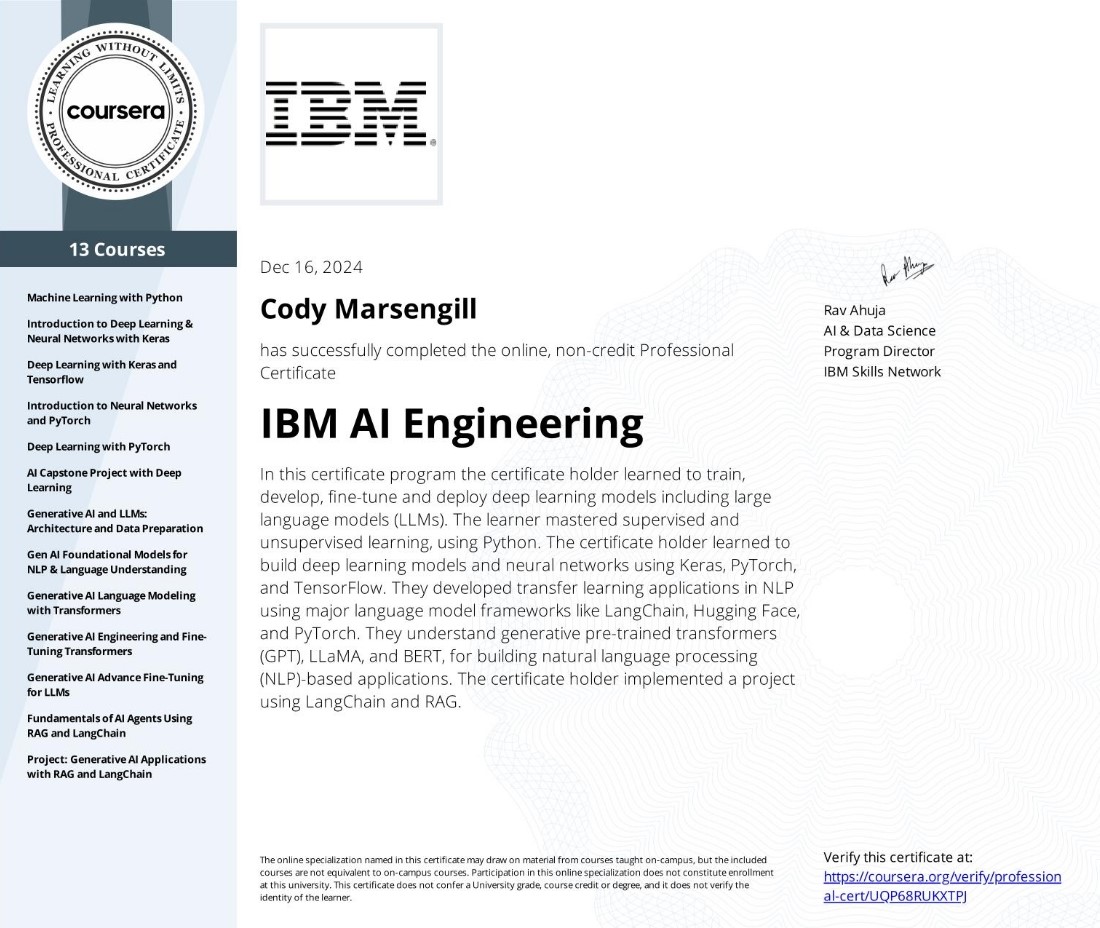 LEARNING WITHOUT LIMITS
coursera
PROFESSIONAL CERTIFICATE
13 Courses
Machine Learning with Python
Introduction to Deep Learning &
Neural Networks with Keras
Deep Learning with Keras and
Tensorflow
Introduction to Neural Networks
and PyTorch
Deep Learning with PyTorch
AI Capstone Project with Deep
Learning
Generative AI and LLMs:
Architecture and Data Preparation
Gen AI Foundational Models for
NLP & Language Understanding
Generative AI Language Modeling
with Transformers
Generative AI Engineering and Fine-
Tuning Transformers
Generative AI Advance Fine-Tuning
for LLMs
Fundamentals of AI Agents Using
RAG and LangChain
Project: Generative AI Applications
with RAG and LangChain
IBM®
Dec 16, 2024
Cody Marsengill
has successfully completed the online, non-credit Professional
Certificate
IBM AI Engineering
In this certificate program the certificate holder learned to train,
develop, fine-tune and deploy deep learning models including large
language models (LLMs). The learner mastered supervised and
unsupervised learning, using Python. The certificate holder learned to
build deep learning models and neural networks using Keras, PyTorch,
and TensorFlow. They developed transfer learning applications in NLP
using major language model frameworks like LangChain, Hugging Face,
and PyTorch. They understand generative pre-trained transformers
(GPT), LLaMA, and BERT, for building natural language processing
(NLP)-based applications. The certificate holder implemented a project
using LangChain and RAG.
The online specialization named in this certificate may draw on material from courses taught on-campus, but the included
courses are not equivalent to on-campus courses. Participation in this online specialization does not constitute enrollment
at this university. This certificate does not confer a University grade, course credit or degree, and it does not verify the
identity of the learner.
Rav Ahuja
Rav Ahuja
AI & Data Science
Program Director
IBM Skills Network
Verify this certificate at:
https://coursera.org/verify/profession
al-cert/UQP68RUKXTPJ